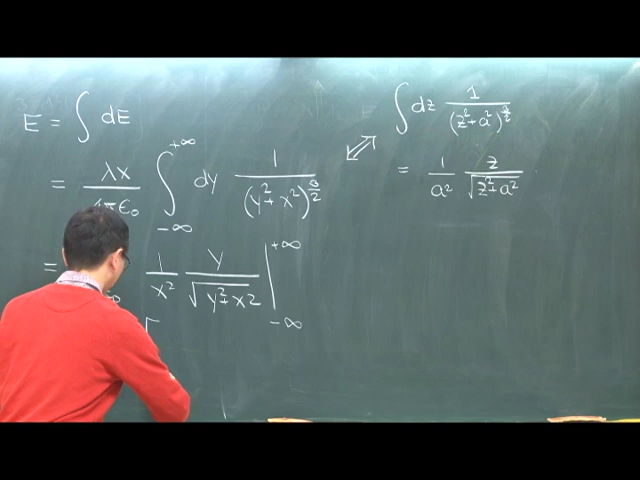 E = ∫ dE
= λx / 4πε₀ ∫_{-∞}^{+∞} dy 1 / (y² + x²)^{3/2}
= 1/x² y / √(y² + x²) |_{-∞}^{+∞}
∫ dz 1 / (z² + a²)^{3/2}
= 1/a² z / √(z² + a²)